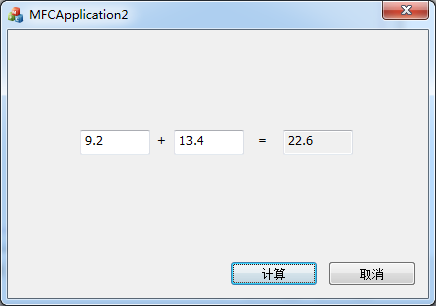 MFCApplication2
9.2 + 13.4 = 22.6
计算 取消